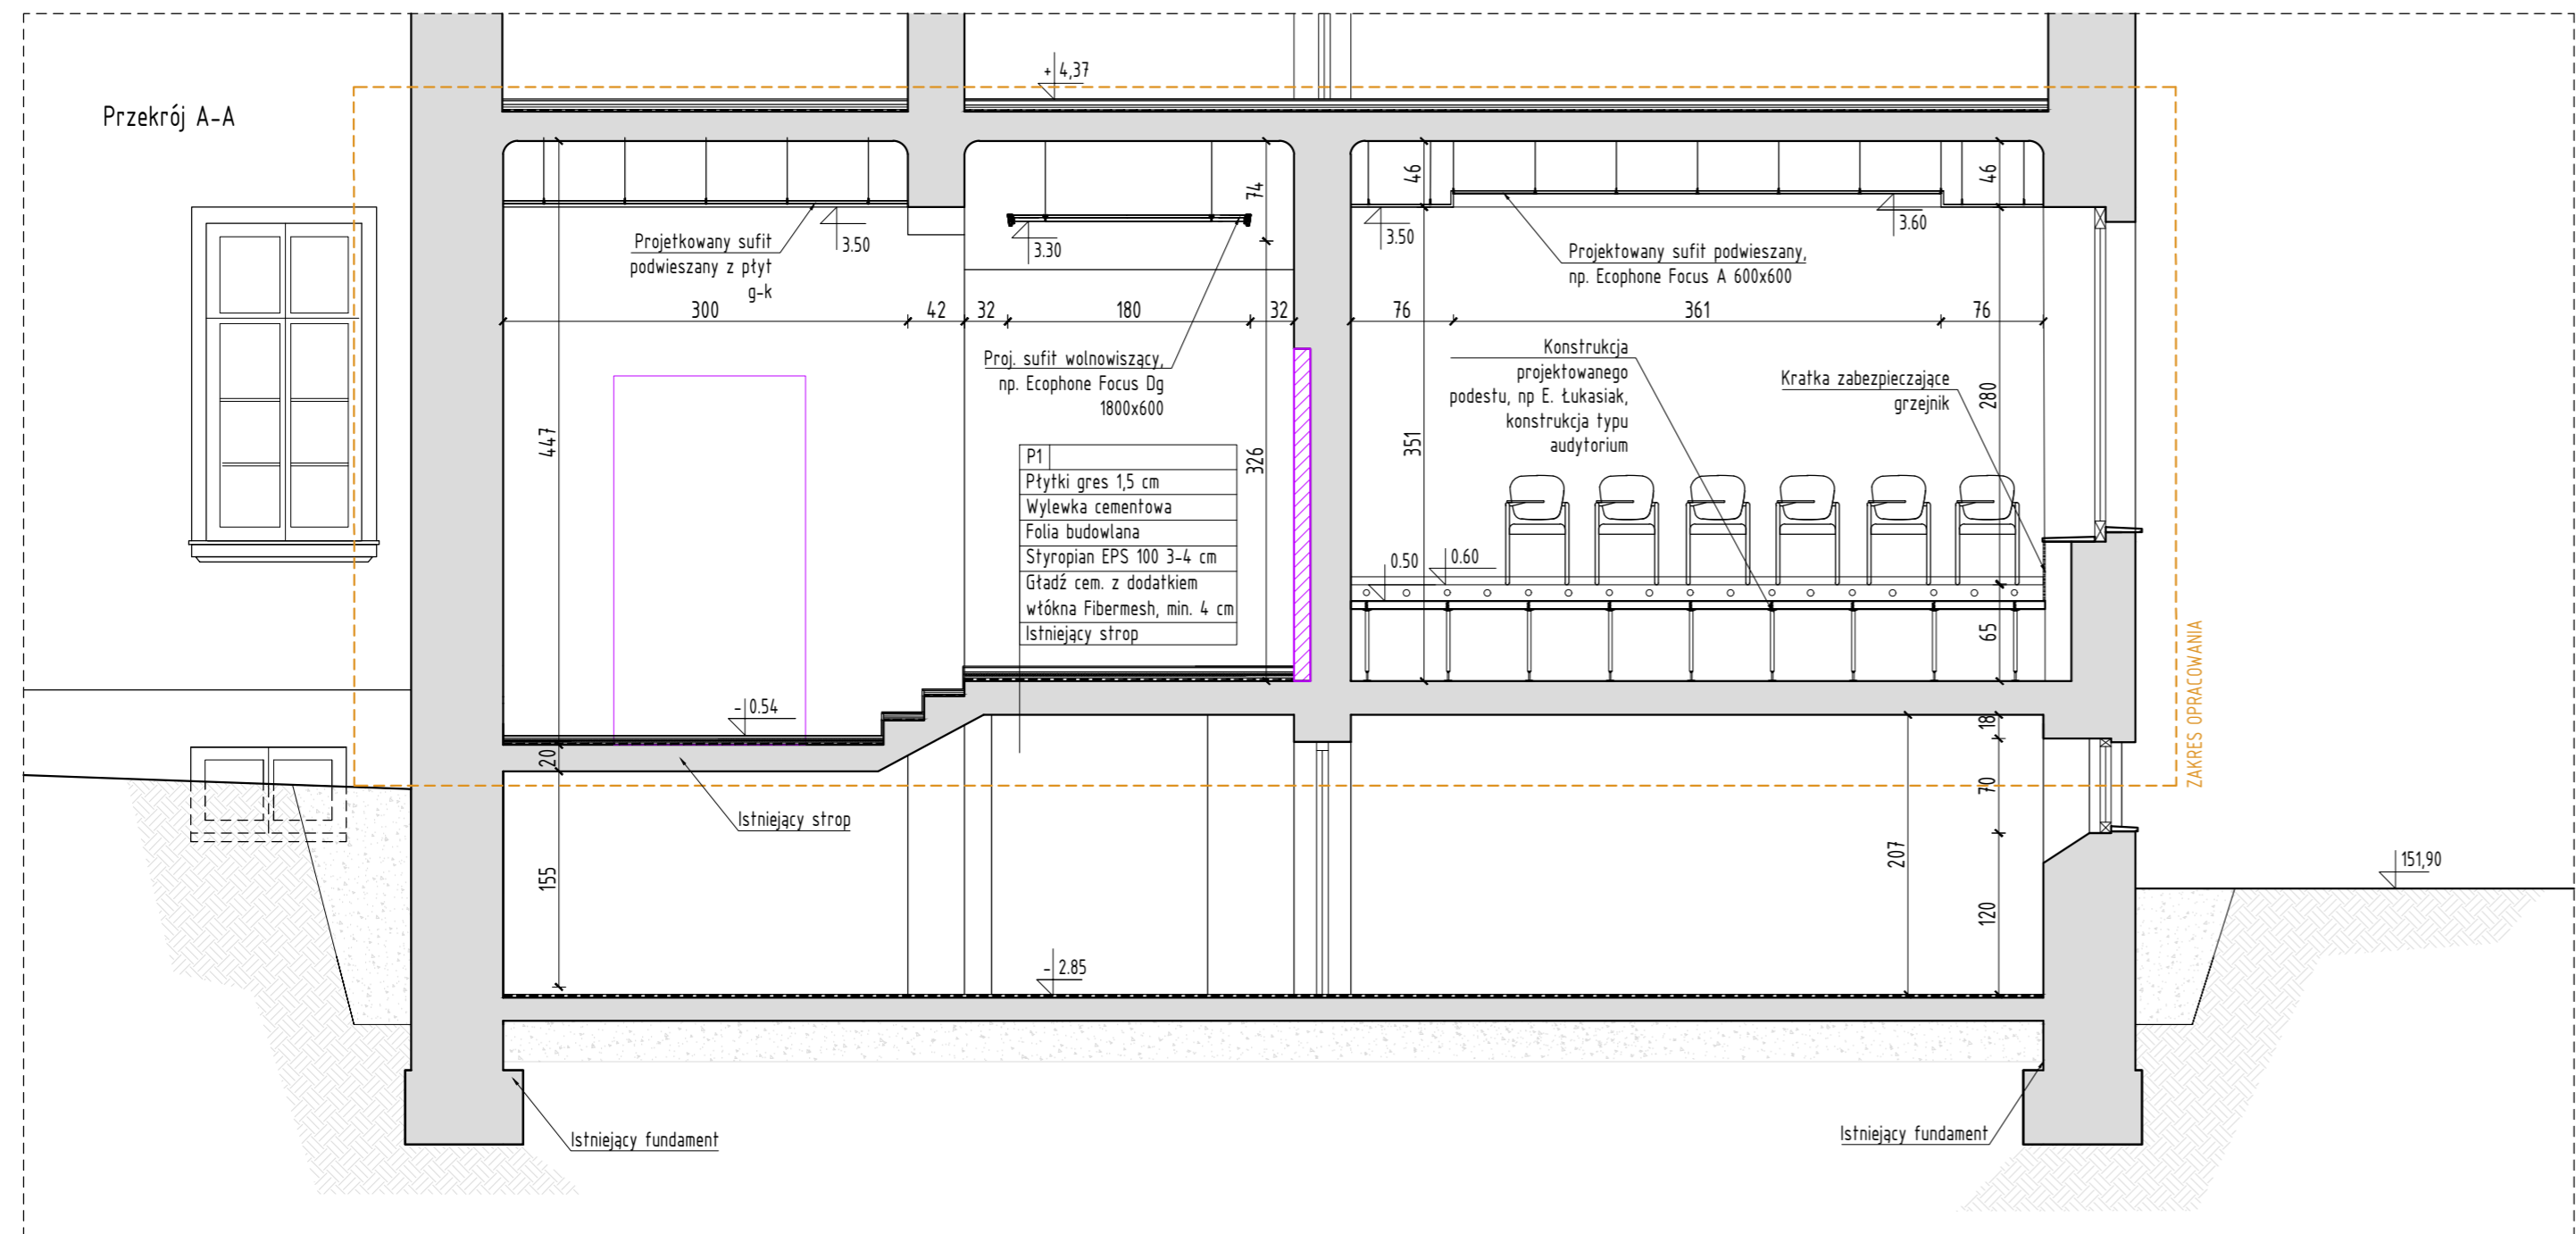 + 4,37
Przekrój A-A
46
46
74
3.50
3.30
3.50
3.60
Projetkowany sufit
podwieszany z płyt
g-k
Projektowany sufit podwieszany,
np. Ecophone Focus A 600x600
300
42
32
180
32
76
361
76
Proj. sufit wolnowiszący,
np. Ecophone Focus Dg
1800x600
Konstrukcja
projektowanego
podestu, np E. Łukasiak,
konstrukcja typu
audytorium
Kratka zabezpieczające
grzejnik
447
326
351
280
P1
Płytki gres 1,5 cm
Wylewka cementowa
Folia budowlana
Styropian EPS 100 3-4 cm
Gładź cem. z dodatkiem
włókna Fibermesh, min. 4 cm
Istniejący strop
0.50
0.60
65
- 0.54
20
18
70
ZAKRES OPRACOWANIA
Istniejący strop
155
207
120
151,90
- 2.85
Istniejący fundament
Istniejący fundament